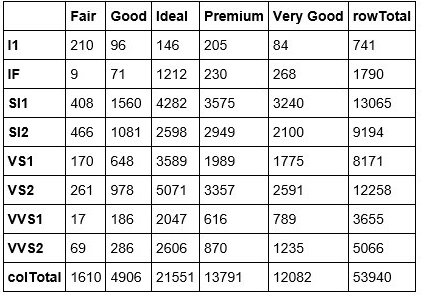 Fair Good Ideal Premium Very Good rowTotal
I1 210 96 146 205 84 741
IF 9 71 1212 230 268 1790
SI1 408 1560 4282 3575 3240 13065
SI2 466 1081 2598 2949 2100 9194
VS1 170 648 3589 1989 1775 8171
VS2 261 978 5071 3357 2591 12258
VVS1 17 186 2047 616 789 3655
VVS2 69 286 2606 870 1235 5066
colTotal 1610 4906 21551 13791 12082 53940